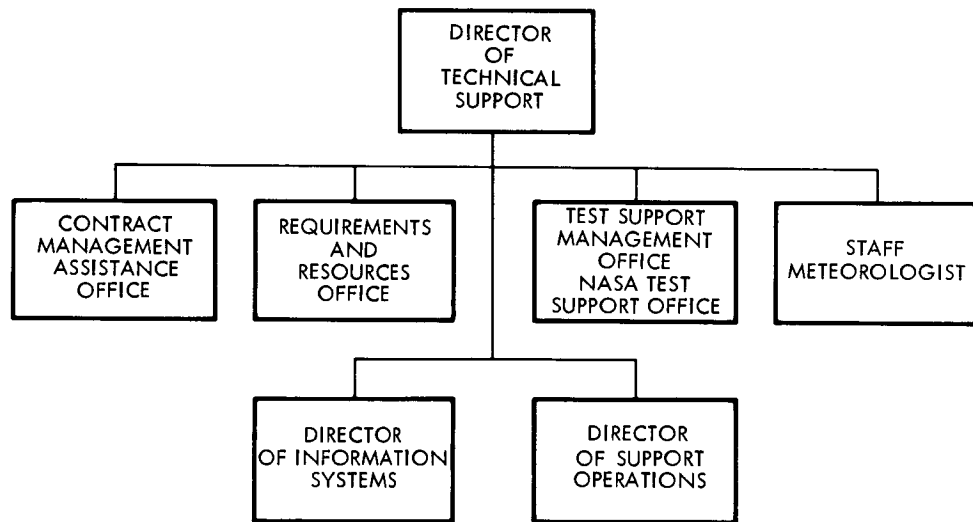 DIRECTOR
OF
TECHNICAL
SUPPORT
CONTRACT
MANAGEMENT
ASSISTANCE
OFFICE
REQUIREMENTS
AND
RESOURCES
OFFICE
TEST SUPPORT
MANAGEMENT
OFFICE
NASA TEST
SUPPORT OFFICE
STAFF
METEOROLOGIST
DIRECTOR
OF INFORMATION
SYSTEMS
DIRECTOR
OF SUPPORT
OPERATIONS